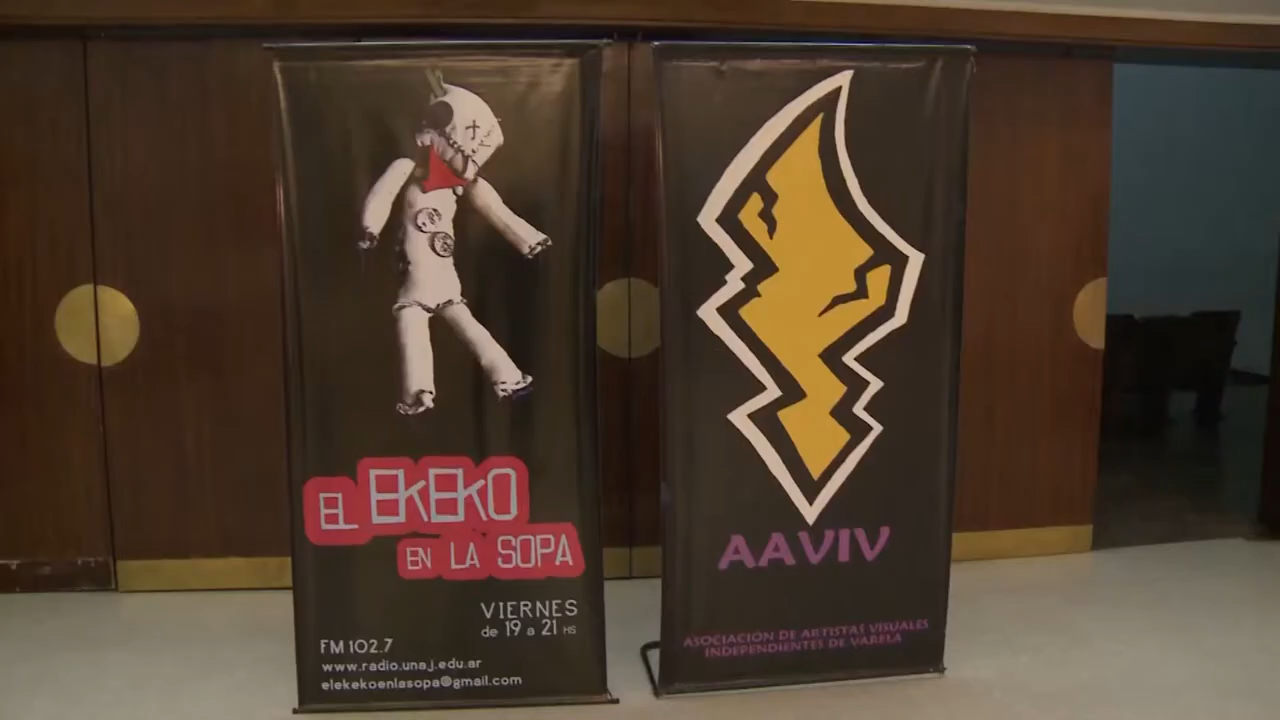 EL EKEKO
EN LA SOPA
VIERNES
de 19 a 21 HS
FM 102.7
www.radio.unaj.edu.ar
elekekoenlasopa@gmail.com
AAVIV
ASOCIACIÓN DE ARTISTAS VISUALES
INDEPENDIENTES DE VARELA